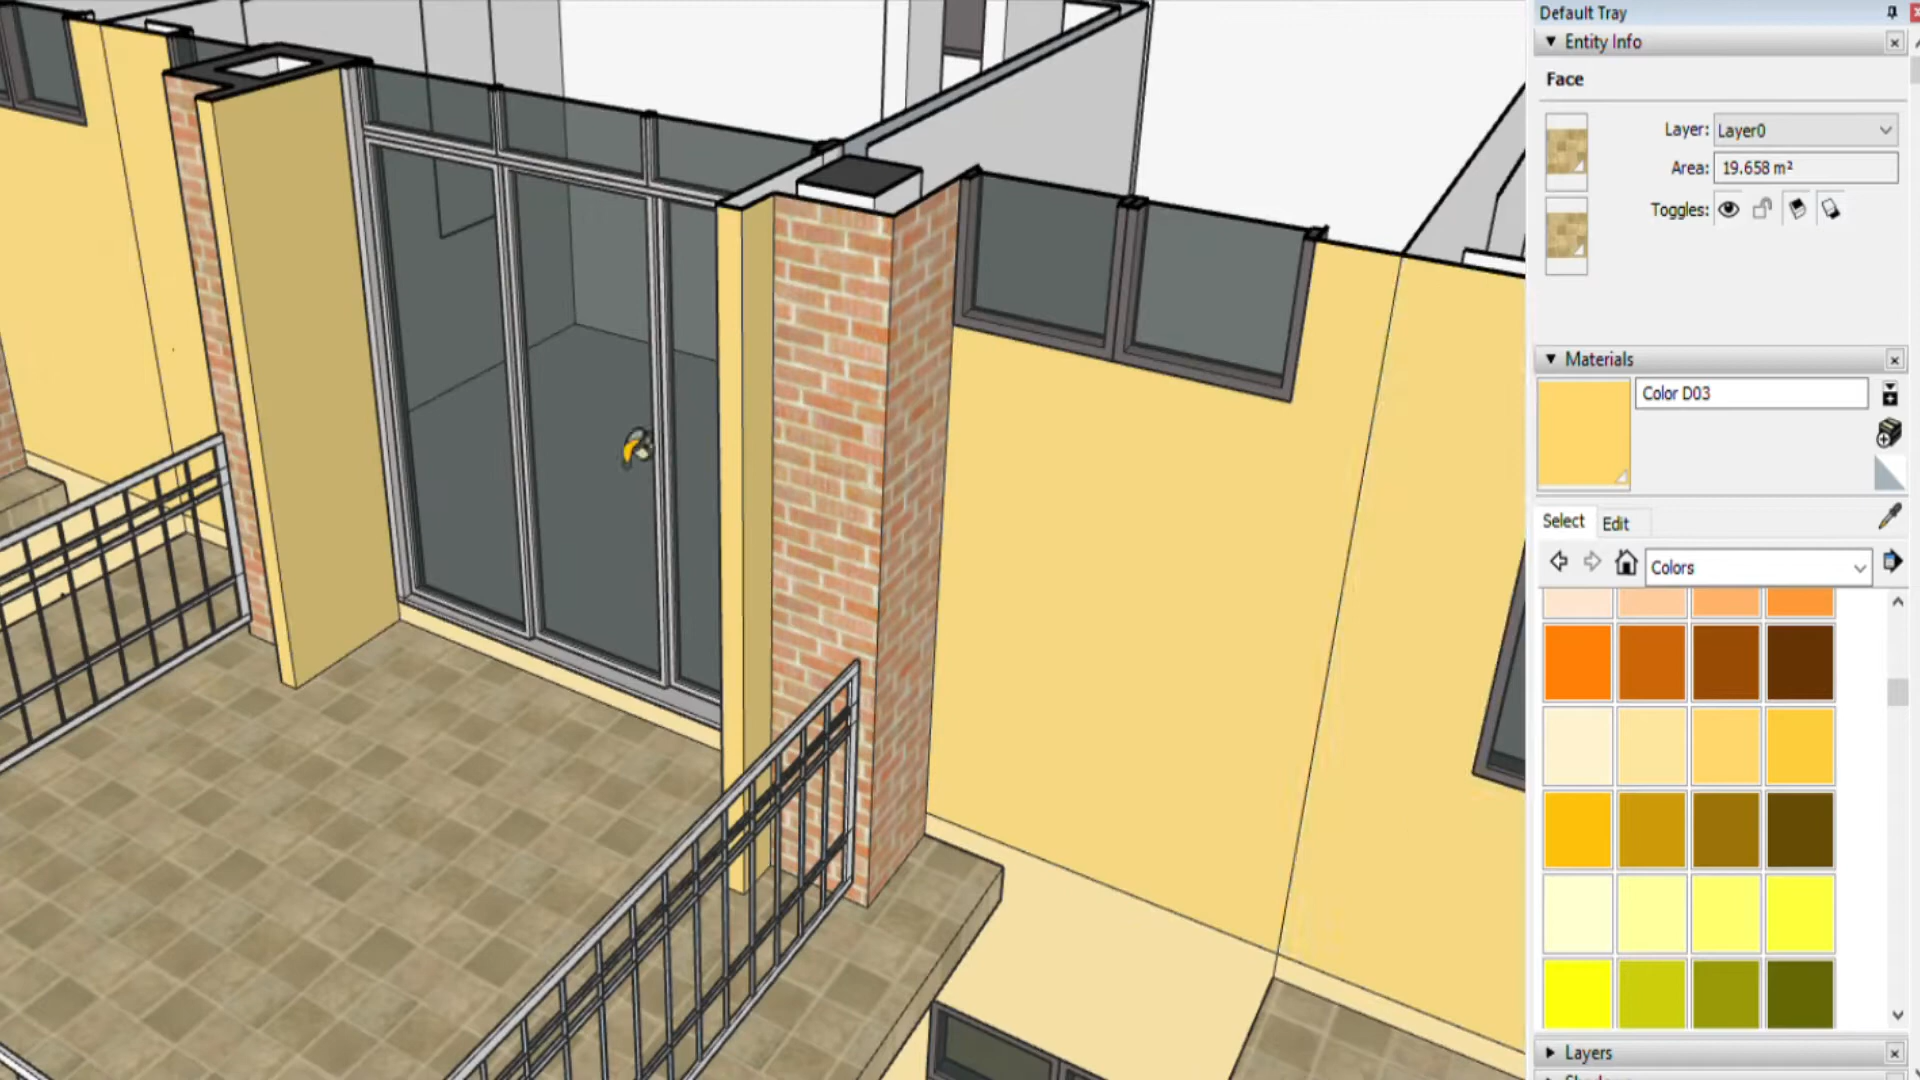 Default Tray
Entity Info
Face
Layer: Layer0
Area: 19.658 m²
Toggles:
Materials
Color D03
Select Edit
Colors
Layers